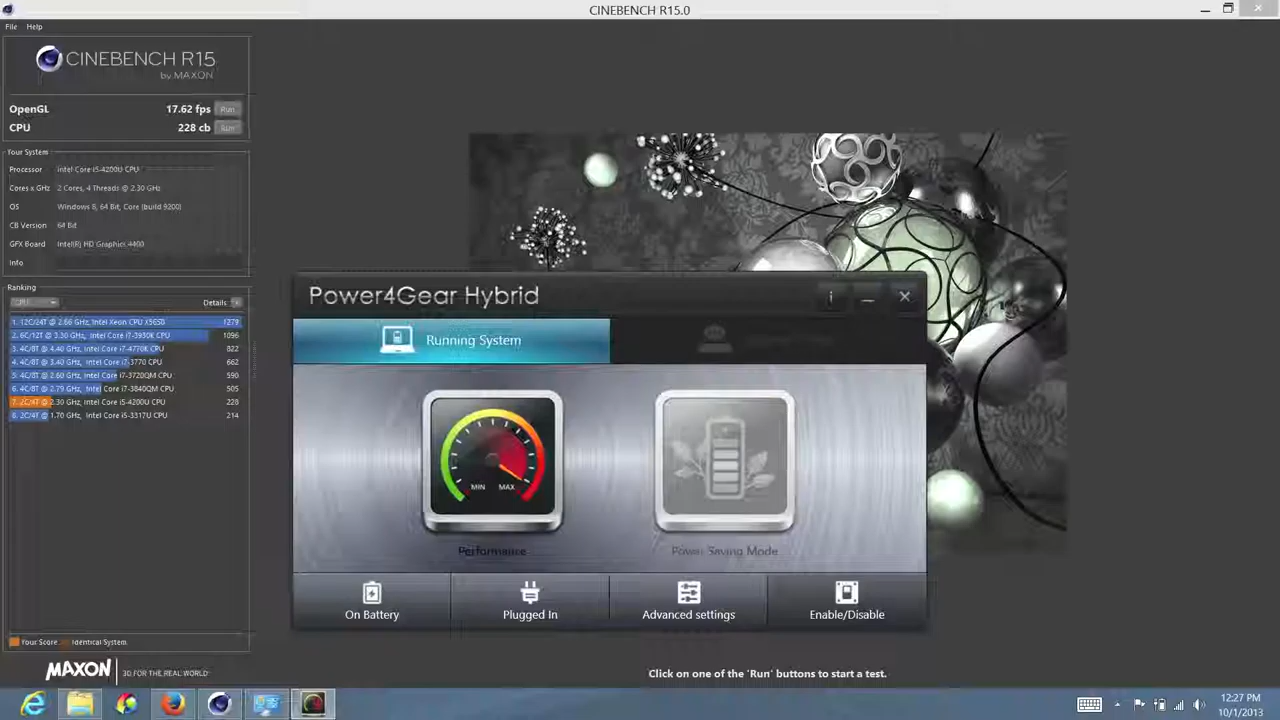 CINEBENCH R15.0
File Help
CINEBENCH R15
by MAXON
OpenGL 17.62 fps Run
CPU 228 cb Run
Your System
Processor Intel Core i5-4200U CPU
Cores x GHz 2 Cores, 4 Threads @ 2.30 GHz
OS Windows 8, 64 Bit, Core (build 9200)
CB Version 64 Bit
GFX Board Intel(R) HD Graphics 4400
Info
Ranking
CPU Details
1. 12C/24T @ 2.66 GHz, Intel Xeon CPU X5650 1279
2. 6C/12T @ 3.30 GHz, Intel Core i7-3930K CPU 1096
3. 4C/8T @ 4.40 GHz, Intel Core i7-4770K CPU 822
4. 4C/8T @ 3.40 GHz, Intel Core i7-3770 CPU 662
5. 4C/8T @ 2.60 GHz, Intel Core i7-3720QM CPU 590
6. 4C/8T @ 2.79 GHz, Intel Core i7-3840QM CPU 505
7. 2C/4T @ 2.30 GHz, Intel Core i5-4200U CPU 228
8. 2C/4T @ 1.70 GHz, Intel Core i5-3317U CPU 214
Power4Gear Hybrid
Running System
MIN MAX
Performance Power Saving Mode
On Battery Plugged In Advanced settings Enable/Disable
Your Score Identical System
MAXON 3D FOR THE REAL WORLD
Click on one of the 'Run' buttons to start a test.
12:27 PM
10/1/2013